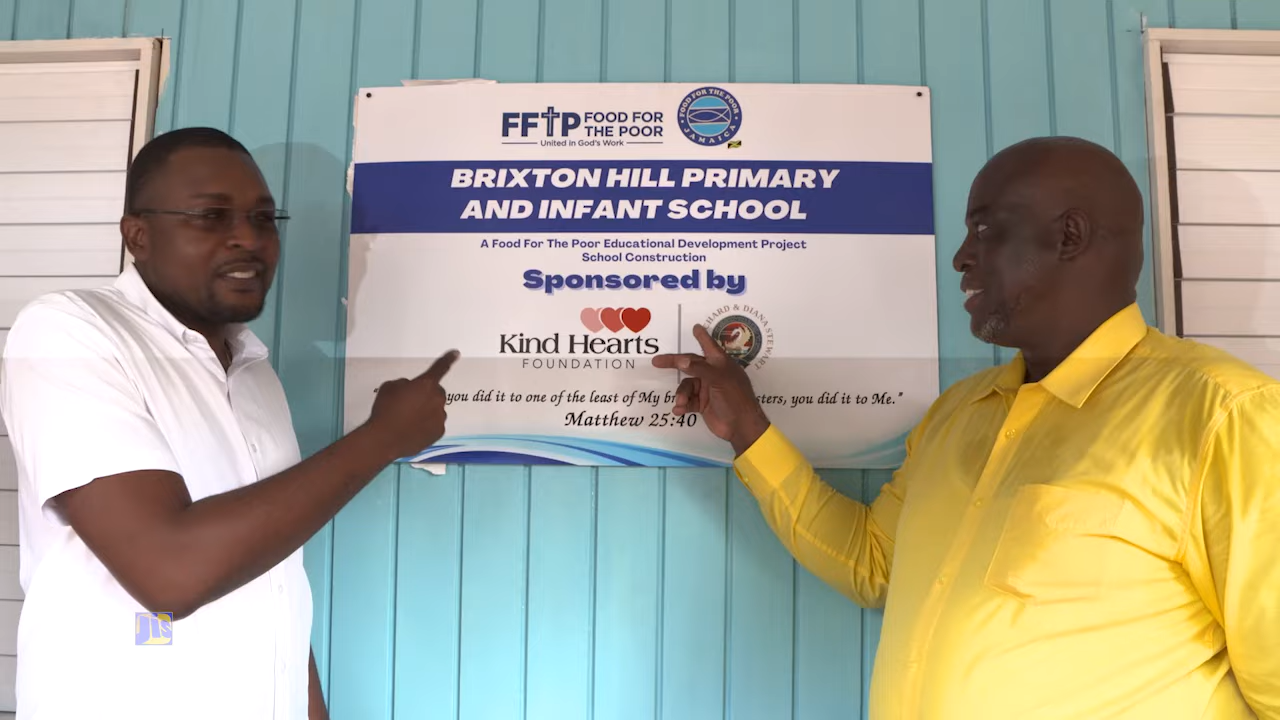 FFTP FOOD FOR
THE POOR
United in God's Work
FOOD FOR THE POOR
JAMAICA
BRIXTON HILL PRIMARY
AND INFANT SCHOOL
A Food For The Poor Educational Development Project
School Construction
Sponsored by
Kind Hearts
FOUNDATION
& DIANA STEWART
you did it to one of the least of My you did it to Me."
Matthew 25:40
Jis